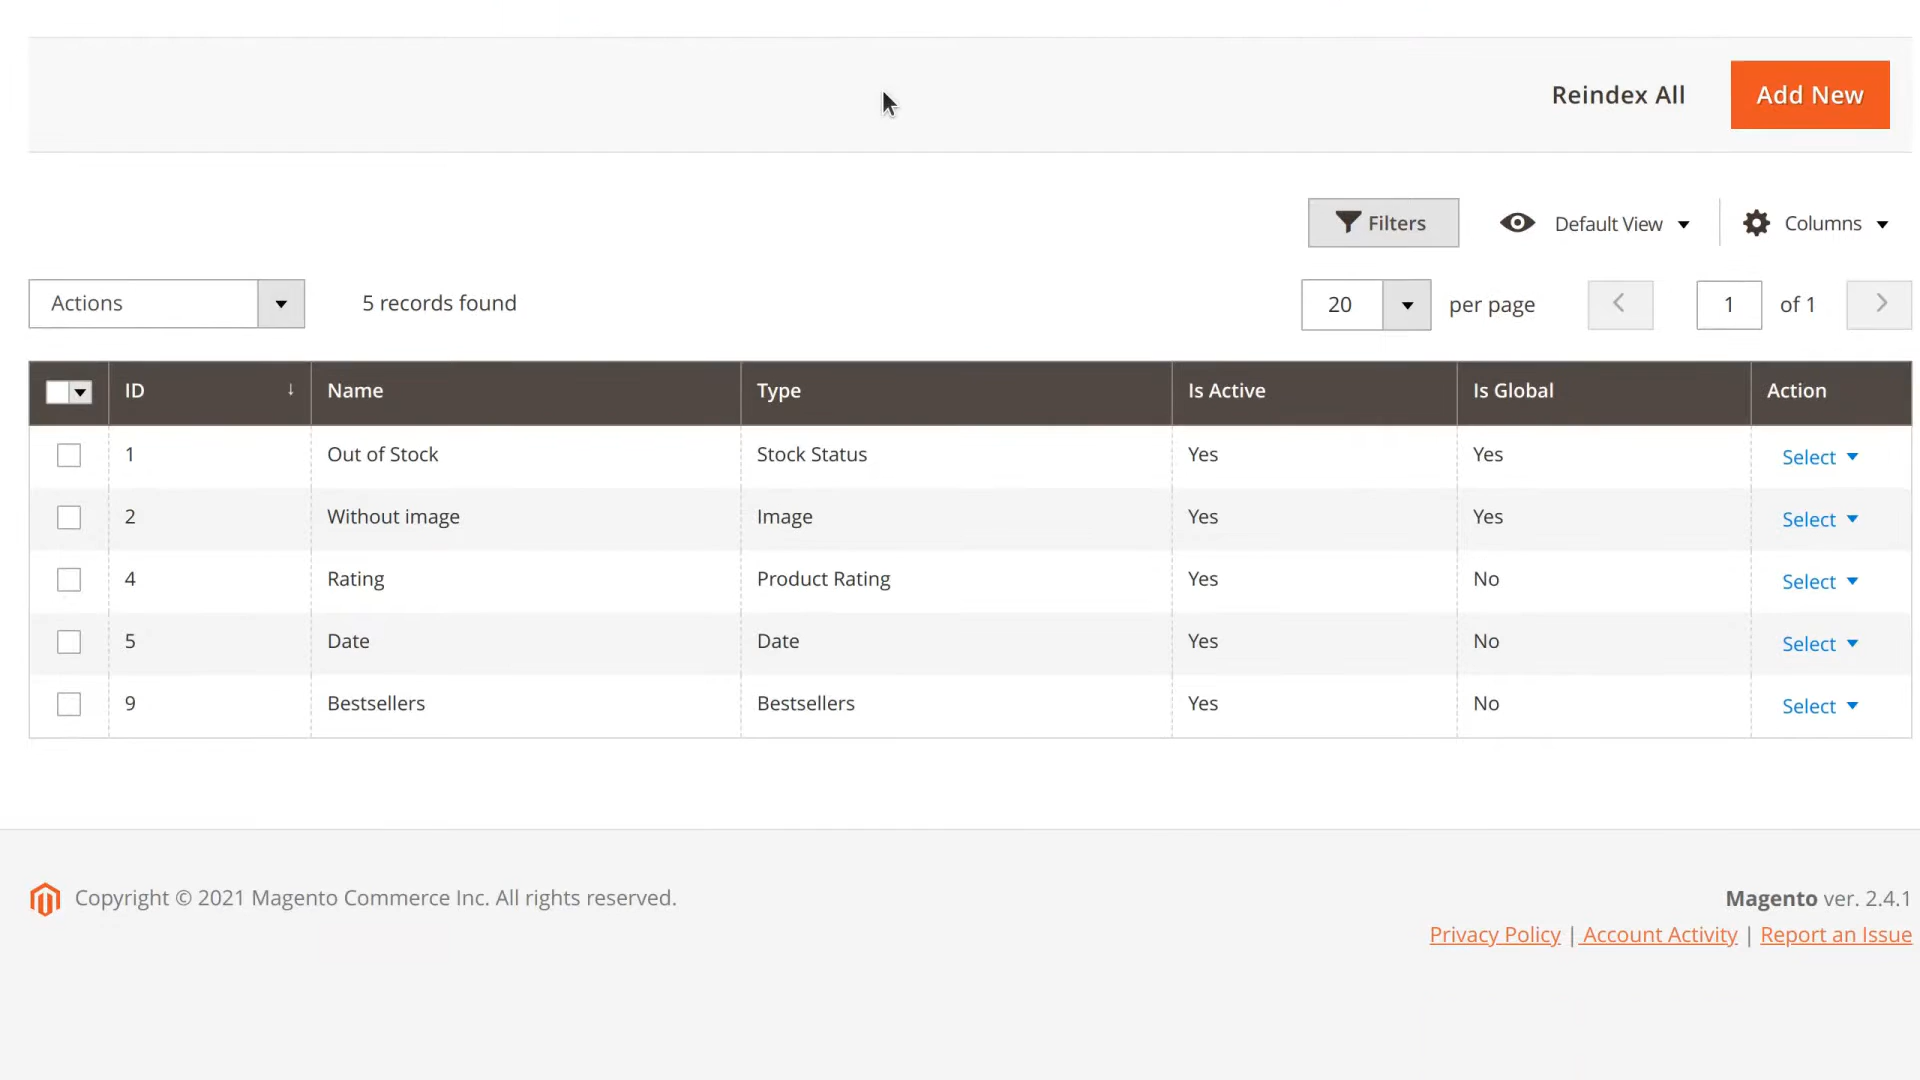 Reindex All Add New
Filters Default View Columns
Actions 5 records found 20 per page 1 of 1
ID ↓ Name Type Is Active Is Global Action
1 Out of Stock Stock Status Yes Yes Select
2 Without image Image Yes Yes Select
4 Rating Product Rating Yes No Select
5 Date Date Yes No Select
9 Bestsellers Bestsellers Yes No Select
Copyright © 2021 Magento Commerce Inc. All rights reserved. Magento ver. 2.4.1
Privacy Policy | Account Activity | Report an Issue